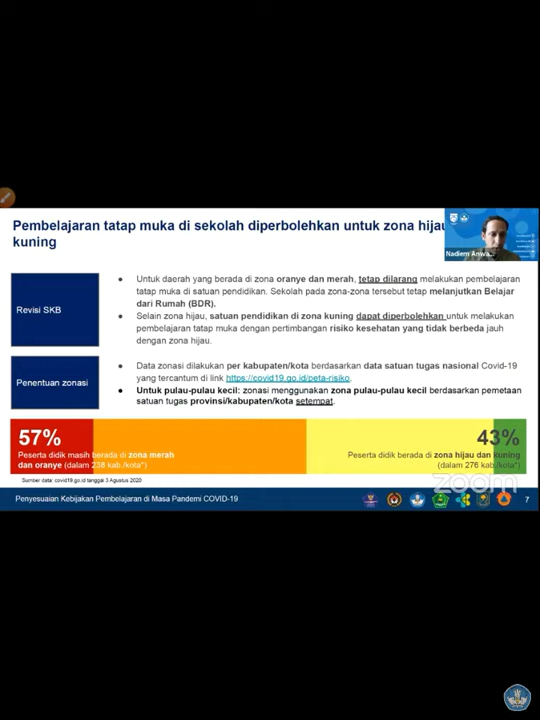 Pembelajaran tatap muka di sekolah diperbolehkan untuk zona hijau
kuning
Nadiem Anwa...
Revisi SKB
● Untuk daerah yang berada di zona oranye dan merah, tetap dilarang melakukan pembelajaran
tatap muka di satuan pendidikan. Sekolah pada zona-zona tersebut tetap melanjutkan Belajar
dari Rumah (BDR).
● Selain zona hijau, satuan pendidikan di zona kuning dapat diperbolehkan untuk melakukan
pembelajaran tatap muka dengan pertimbangan risiko kesehatan yang tidak berbeda jauh
dengan zona hijau.
Penentuan zonasi
● Data zonasi dilakukan per kabupaten/kota berdasarkan data satuan tugas nasional Covid-19
yang tercantum di link https://covid19.go.id/peta-risiko.
● Untuk pulau-pulau kecil: zonasi menggunakan zona pulau-pulau kecil berdasarkan pemetaan
satuan tugas provinsi/kabupaten/kota setempat.
57%
Peserta didik masih berada di zona merah
dan oranye (dalam 238 kab./kota*)
43%
Peserta didik berada di zona hijau dan kuning
(dalam 276 kab./kota*)
Sumber data: covid19.go.id tanggal 3 Agustus 2020
zoom
Penyesuaian Kebijakan Pembelajaran di Masa Pandemi COVID-19
7